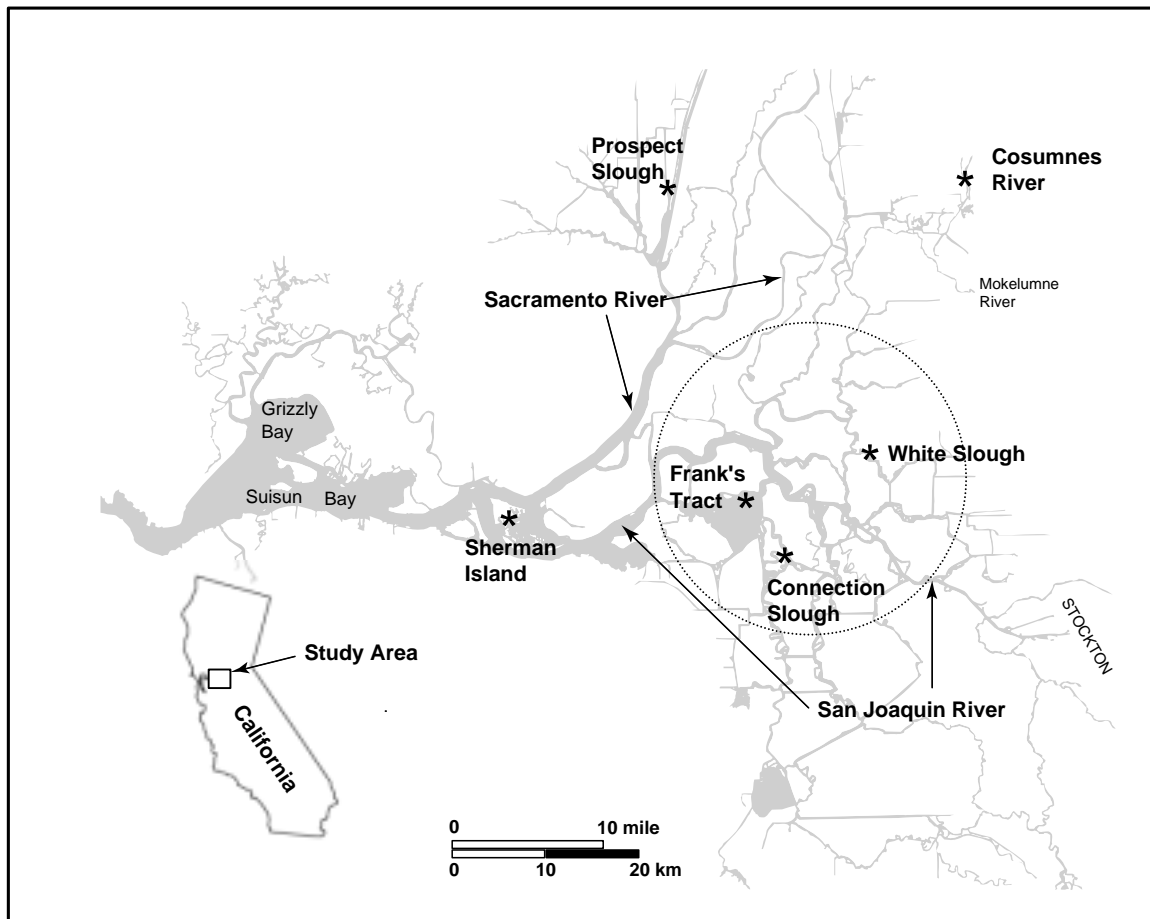 Prospect
Slough
Cosumnes
River
Mokelumne
River
Sacramento River
Grizzly
Bay
Suisun Bay
White Slough
Frank's
Tract
Sherman
Island
Connection
Slough
STOCKTON
Study Area
San Joaquin River
California
0 10 mile
0 10 20 km